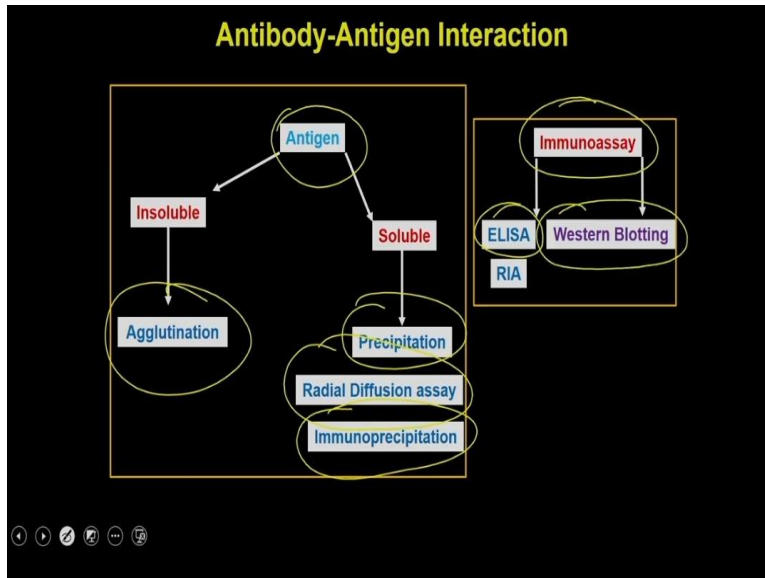 Antibody-Antigen Interaction
Antigen
Insoluble
Soluble
Agglutination
Precipitation
Radial Diffusion assay
Immunoprecipitation
Immunoassay
ELISA
Western Blotting
RIA